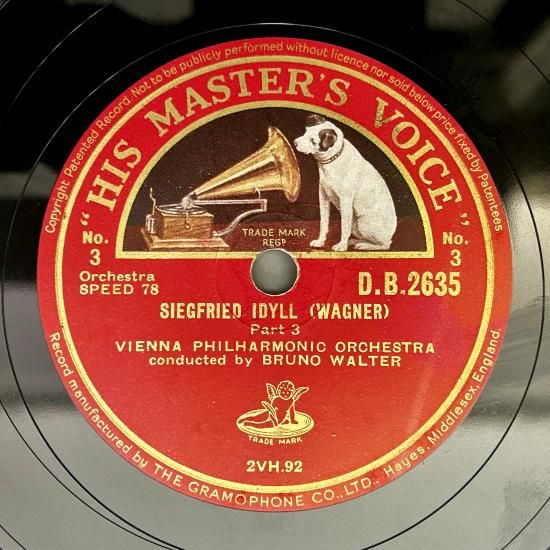 Copyright Patented Record. Not to be publicly performed without licence nor sold below price fixed by Patentees
"HIS MASTER'S VOICE"
TRADE MARK
REGD
No.
3
No.
3
Orchestra
SPEED 78
D.B.2635
SIEGFRIED IDYLL (WAGNER)
Part 3
VIENNA PHILHARMONIC ORCHESTRA
conducted by BRUNO WALTER
TRADE MARK
2VH.92
Record manufactured by THE GRAMOPHONE CO., LTD., Hayes, Middlesex, England.